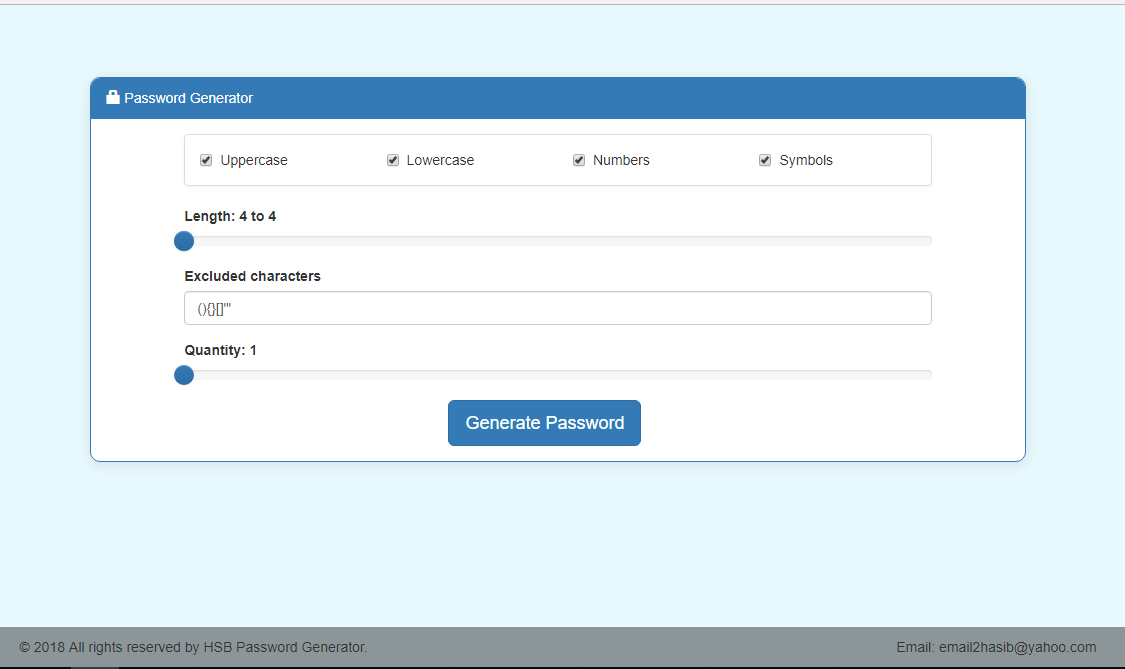 Password Generator
Uppercase Lowercase Numbers Symbols
Length: 4 to 4
Excluded characters
(){}[]'"
Quantity: 1
Generate Password
© 2018 All rights reserved by HSB Password Generator. Email: email2hasib@yahoo.com